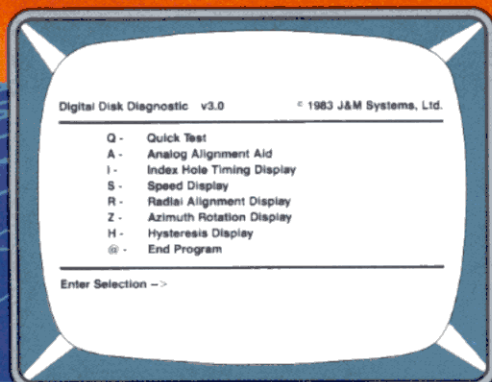 Digital Disk Diagnostic v3.0 © 1983 J&M Systems, Ltd.
Q - Quick Test
A - Analog Alignment Aid
I - Index Hole Timing Display
S - Speed Display
R - Radial Alignment Display
Z - Azimuth Rotation Display
H - Hysteresis Display
@ - End Program
Enter Selection -->